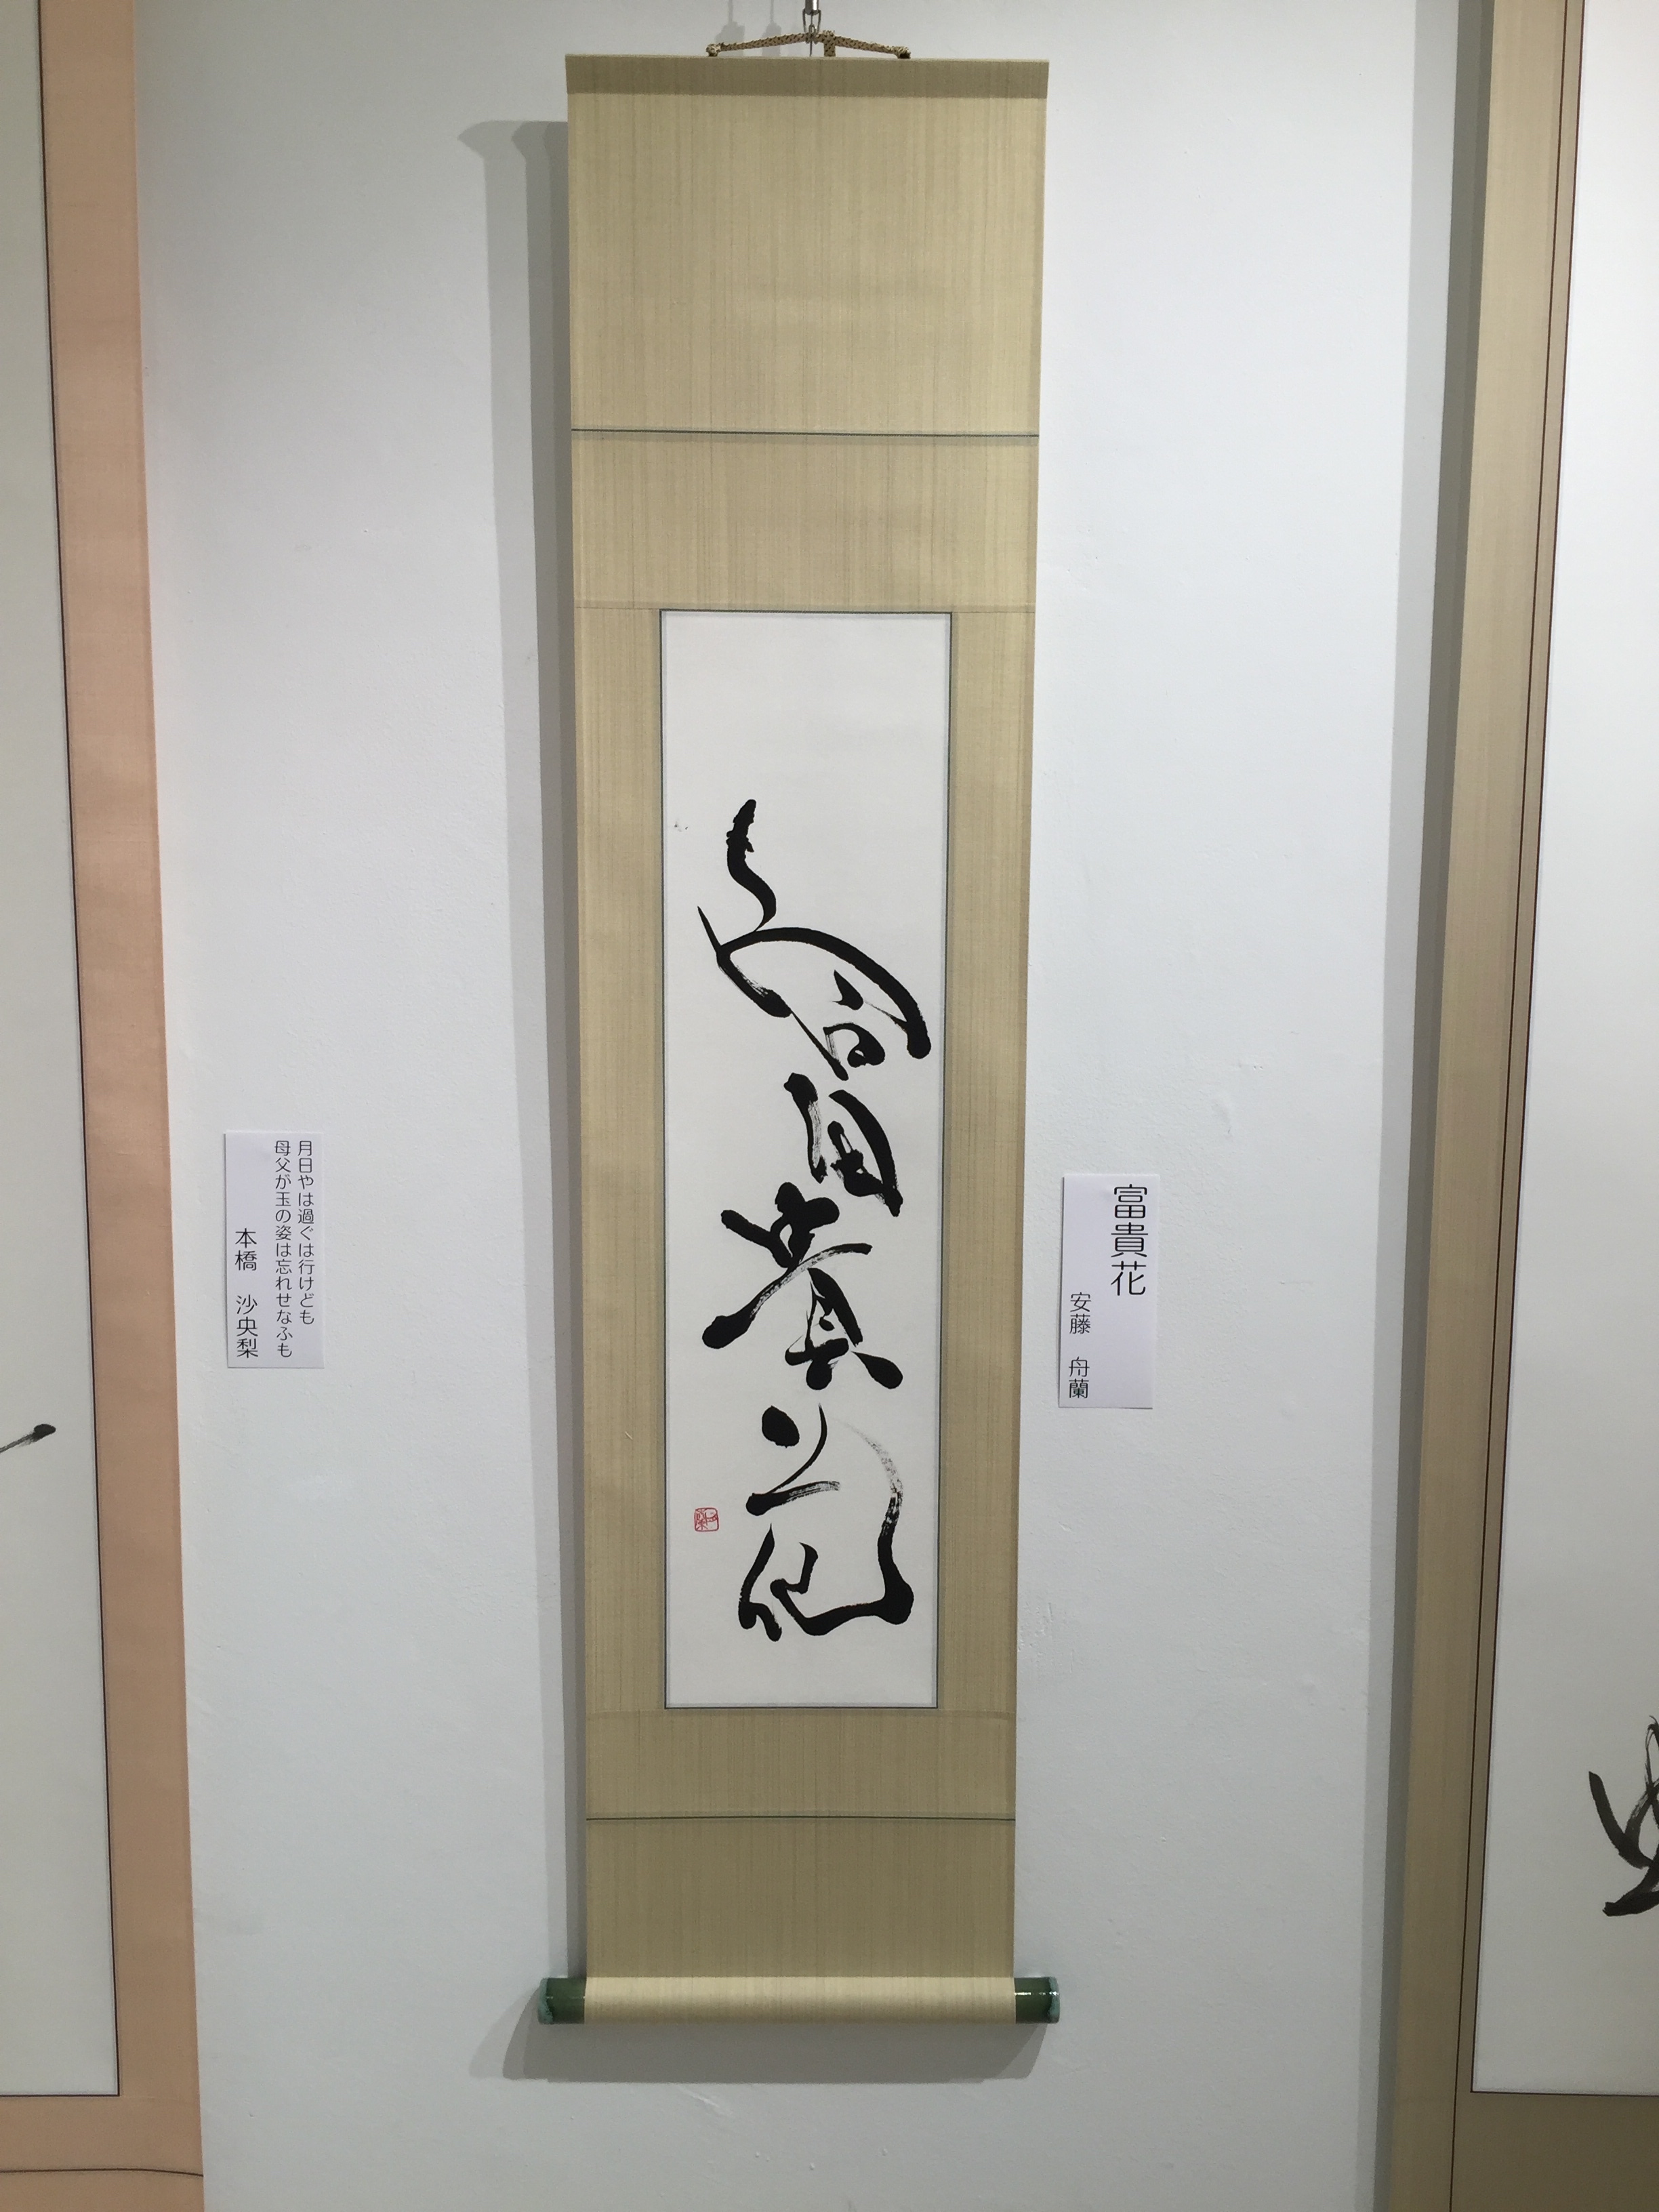 富貴花
富貴花
安藤 舟蘭
月日やは過ぐは行けども
母父が玉の姿は忘れせなふも
本橋 沙央梨